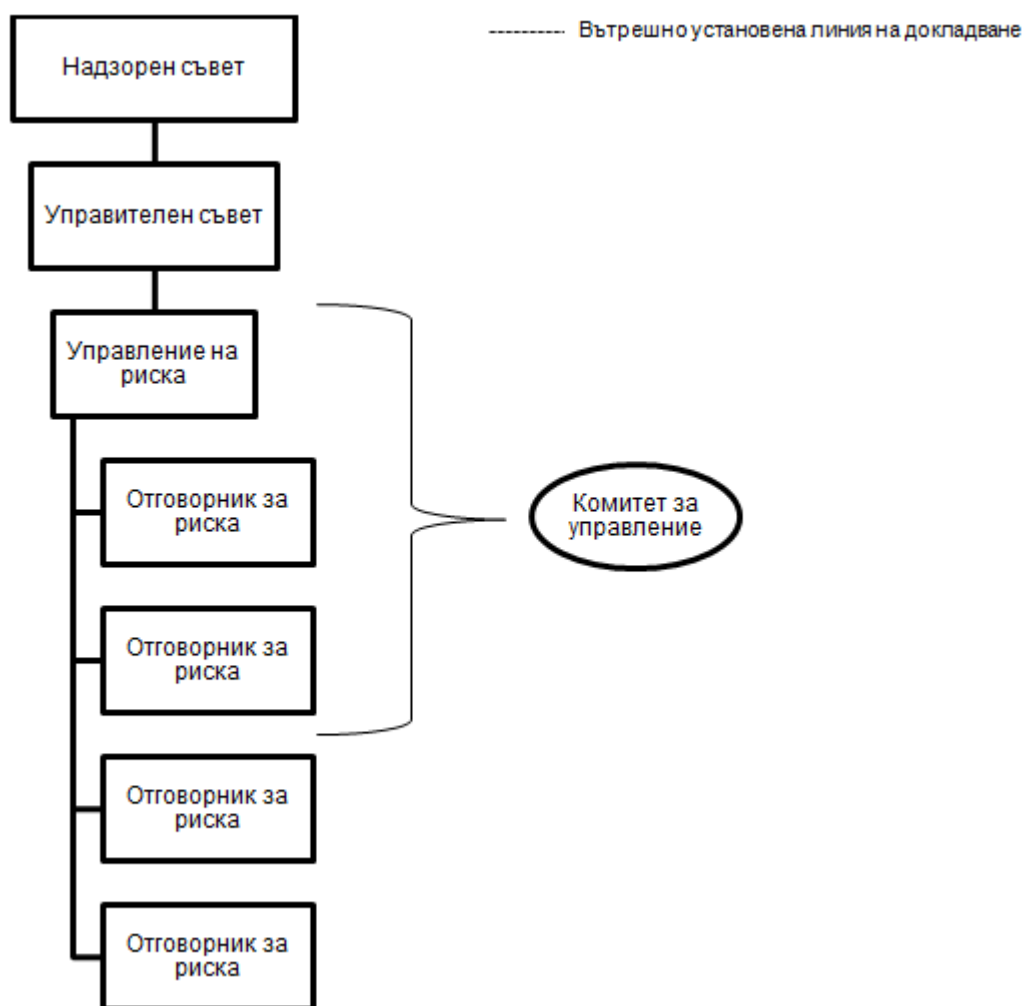 Вътрешно установена линия на докладване
Надзорен съвет
Управителен съвет
Управление на
риска
Отговорник за
риска
Комитет за
управление
Отговорник за
риска
Отговорник за
риска
Отговорник за
риска